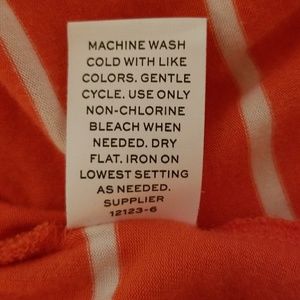 MACHINE WASH
COLD WITH LIKE
COLORS. GENTLE
CYCLE. USE ONLY
NON-CHLORINE
BLEACH WHEN
NEEDED. DRY
FLAT. IRON ON
LOWEST SETTING
AS NEEDED.
SUPPLIER
12123-6